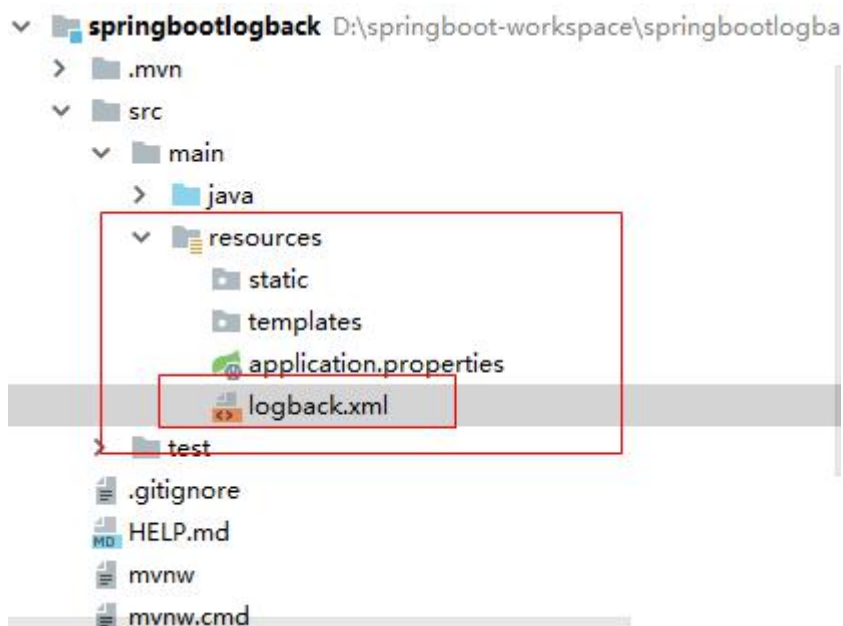 springbootlogback D:\springboot-workspace\springbootlogba
.mvn
src
main
java
resources
static
templates
application.properties
logback.xml
test
.gitignore
HELP.md
mvnw
mvnw.cmd